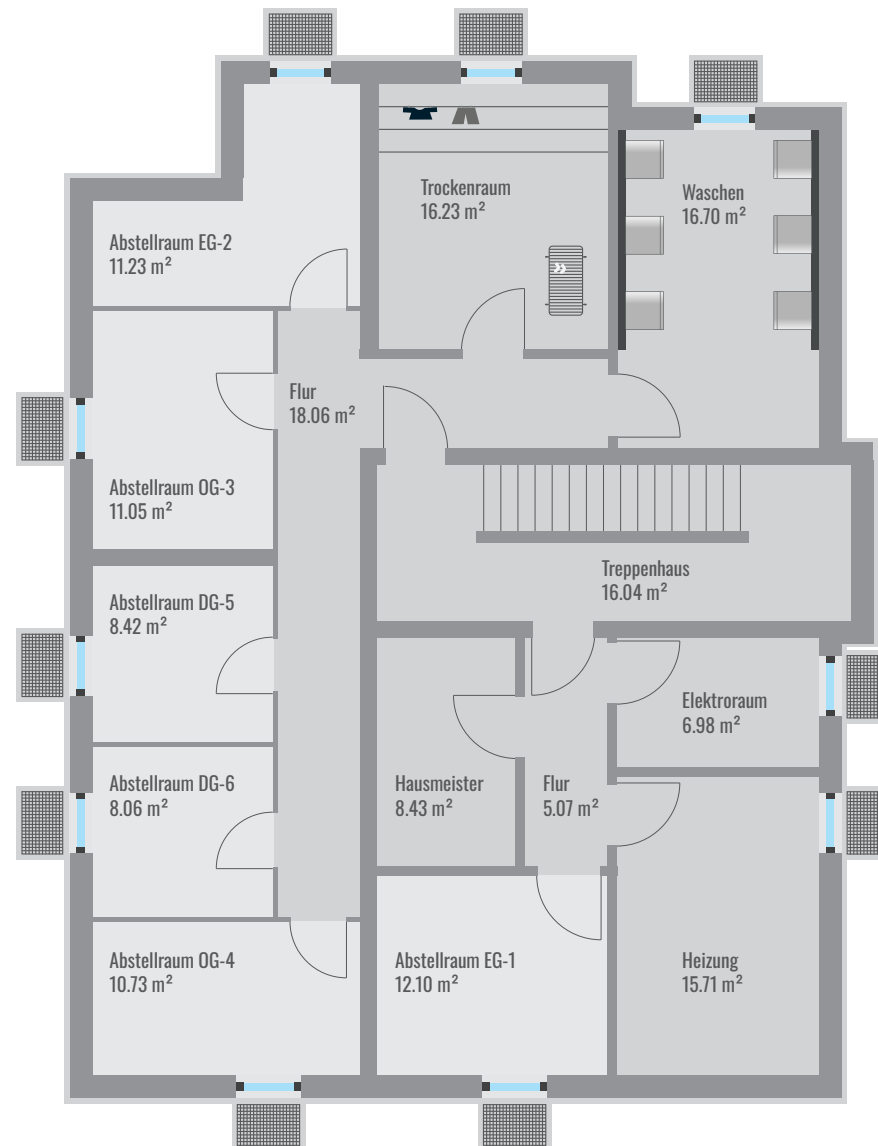 Trockenraum
16.23 m²
Waschen
16.70 m²
Abstellraum EG-2
11.23 m²
Flur
18.06 m²
Abstellraum OG-3
11.05 m²
Treppenhaus
16.04 m²
Abstellraum DG-5
8.42 m²
Elektroraum
6.98 m²
Abstellraum DG-6
8.06 m²
Hausmeister
8.43 m²
Flur
5.07 m²
Abstellraum OG-4
10.73 m²
Abstellraum EG-1
12.10 m²
Heizung
15.71 m²